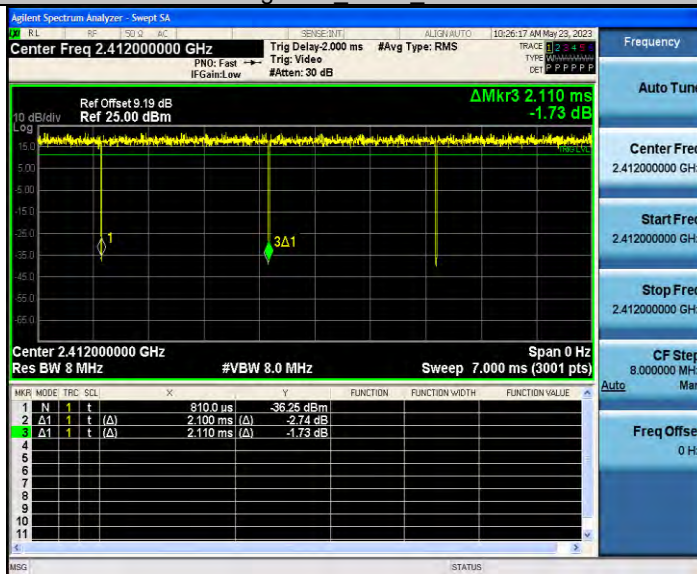 Agilent Spectrum Analyzer - Swept SA
RL RF 50 Ω AC SENSE:INT ALIGN AUTO 10:26:17 AM May 23, 2023
Center Freq 2.412000000 GHz
PNO: Fast
IFGain:Low
Trig Delay-2.000 ms
Trig: Video
#Atten: 30 dB
#Avg Type: RMS
TRACE 1 2 3 4 5 6
TYPE
DET P P P P P P
Frequency
Auto Tune
Center Freq
2.412000000 GHz
Start Freq
2.412000000 GHz
Stop Freq
2.412000000 GHz
CF Step
8.000000 MHz
Auto Man
Freq Offset
0 Hz
ΔMkr3 2.110 ms
-1.73 dB
Ref Offset 9.19 dB
10 dB/div Ref 25.00 dBm
Log
15.0
5.00
-5.00
-15.0
-25.0
-35.0
-45.0
-55.0
-65.0
TRIG LVL
1
3Δ1
Center 2.412000000 GHz Span 0 Hz
Res BW 8 MHz #VBW 8.0 MHz Sweep 7.000 ms (3001 pts)
MKR MODE TRC SCL X Y FUNCTION FUNCTION WIDTH FUNCTION VALUE
1 N 1 t 810.0 µs -36.25 dBm
2 Δ1 1 t (Δ) 2.100 ms (Δ) -2.74 dB
3 Δ1 1 t (Δ) 2.110 ms (Δ) -1.73 dB
4
5
6
7
8
9
10
11
MSG STATUS